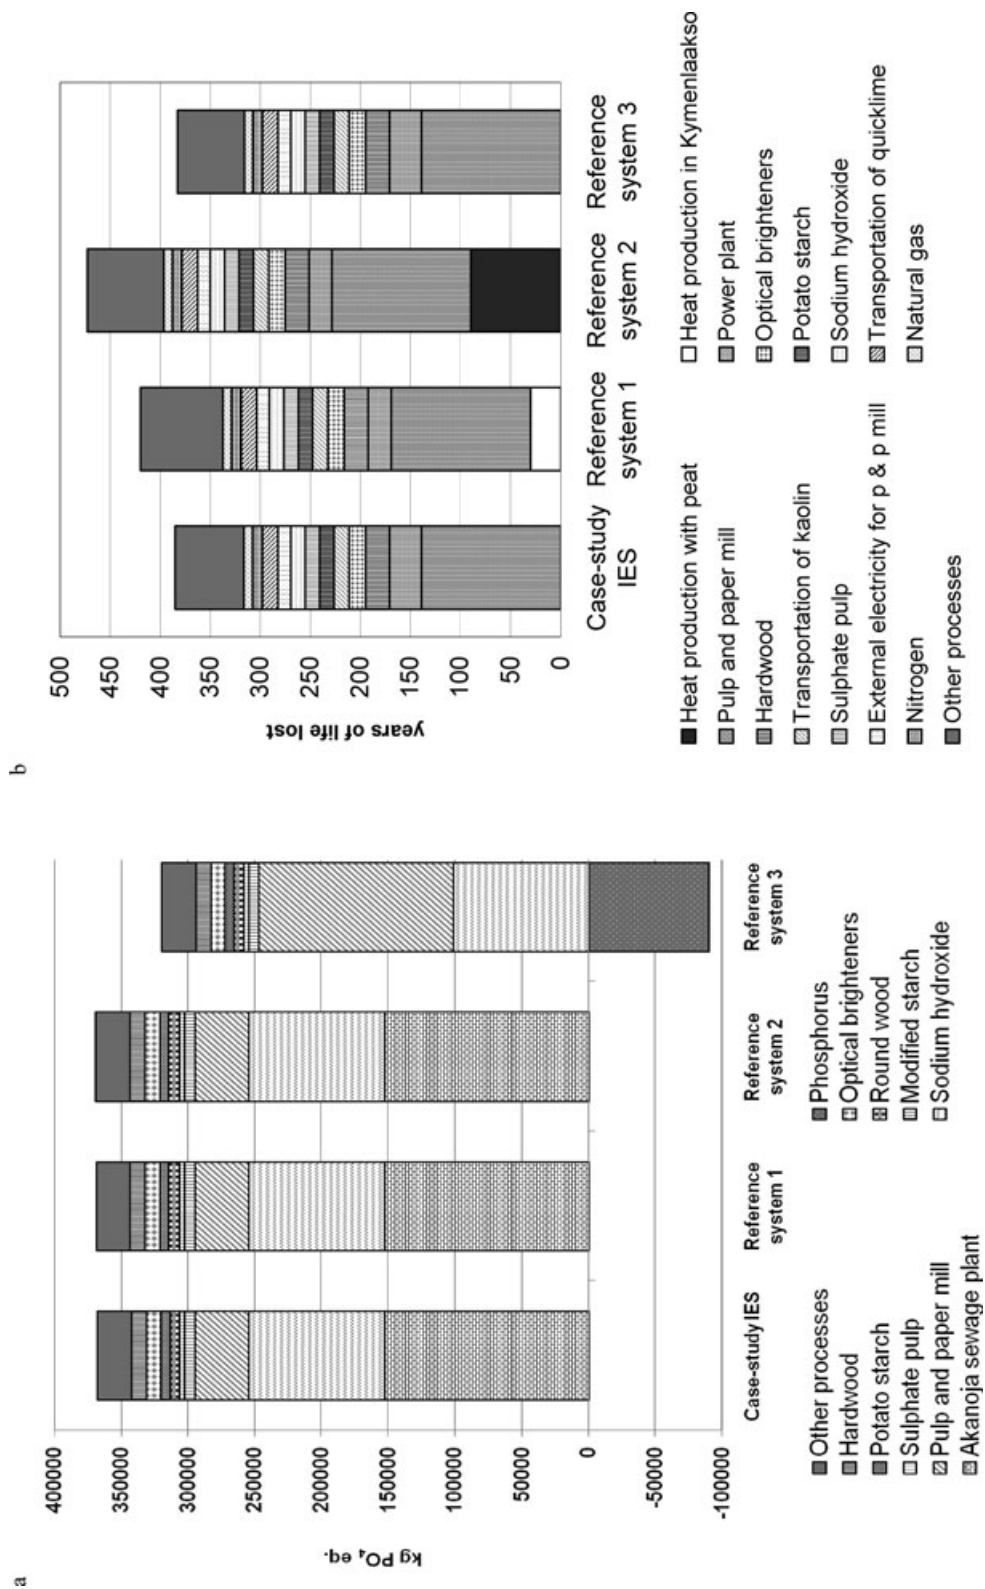 a
kg PO₄ eq.
400000
350000
300000
250000
200000
150000
100000
50000
0
-50000
-100000
Case-study IES
Reference
system 1
Reference
system 2
Reference
system 3
Other processes
Hardwood
Potato starch
Sulphate pulp
Pulp and paper mill
Akanoja sewage plant
Phosphorus
Optical brighteners
Round wood
Modified starch
Sodium hydroxide
b
years of life lost
500
450
400
350
300
250
200
150
100
50
0
Case-study
IES
Reference
system 1
Reference
system 2
Reference
system 3
Heat production with peat
Pulp and paper mill
Hardwood
Transportation of kaolin
Sulphate pulp
External electricity for p & p mill
Nitrogen
Other processes
Heat production in Kymenlaakso
Power plant
Optical brighteners
Potato starch
Sodium hydroxide
Transportation of quicklime
Natural gas